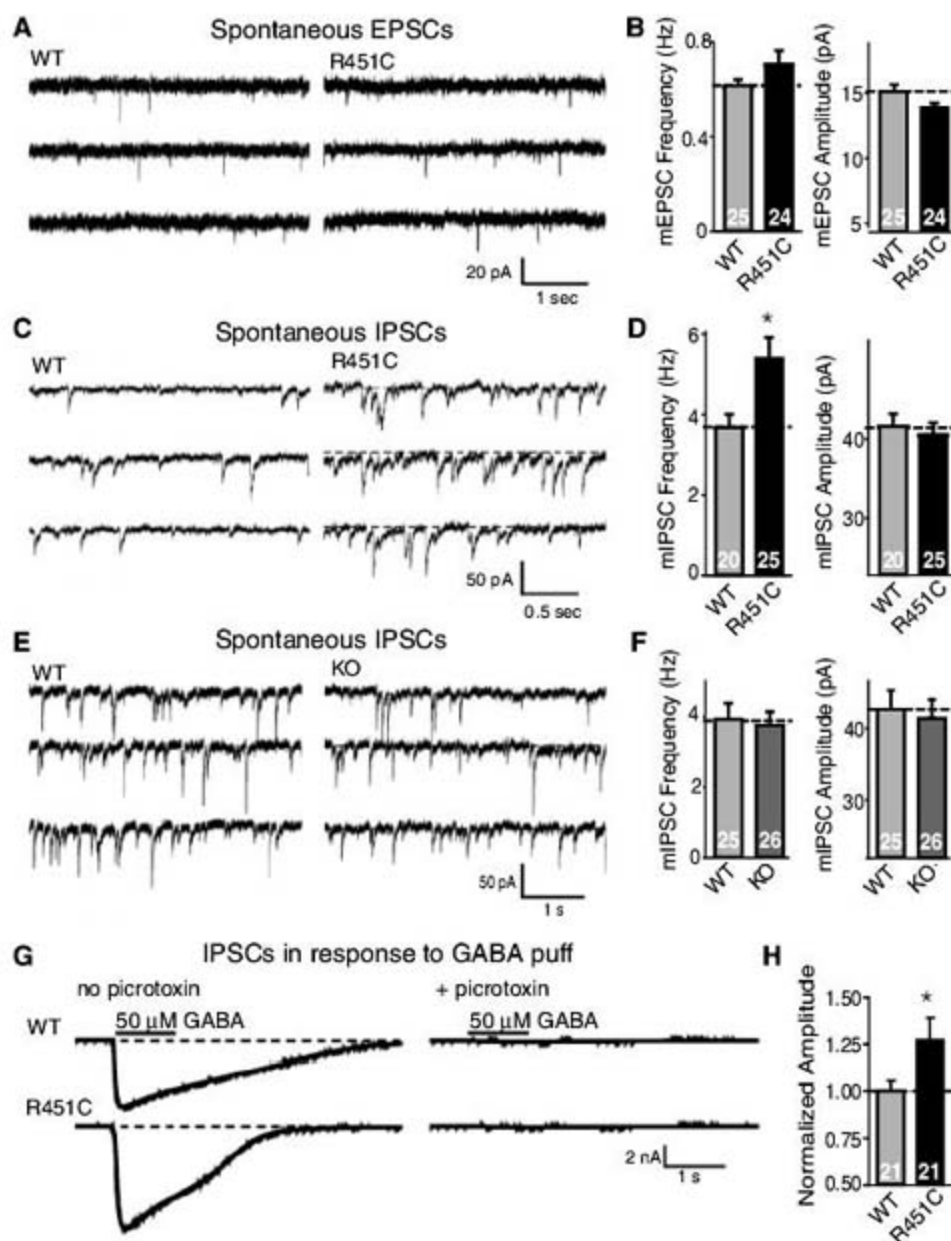 A Spontaneous EPSCs
WT
R451C
20 pA
1 sec
B
mEPSC Frequency (Hz)
0.8
0.4
0
25
24
WT
R451C
mEPSC Amplitude (pA)
15
15
5
25
24
WT
R451C
C Spontaneous IPSCs
WT
R451C
50 pA
0.5 sec
D
mIPSC Frequency (Hz)
6
4
2
0
*
20
25
WT
R451C
mIPSC Amplitude (pA)
40
30
20
25
WT
R451C
E Spontaneous IPSCs
WT
KO
50 pA
1 s
F
mIPSC Frequency (Hz)
4
2
0
25
26
WT
KO
mIPSC Amplitude (pA)
40
30
25
26
WT
KO
G IPSCs in response to GABA puff
no picrotoxin
+ picrotoxin
WT
50 µM GABA
50 µM GABA
R451C
2 nA
1 s
H
Normalized Amplitude
1.50
1.25
1.00
0.75
0.50
*
21
21
WT
R451C